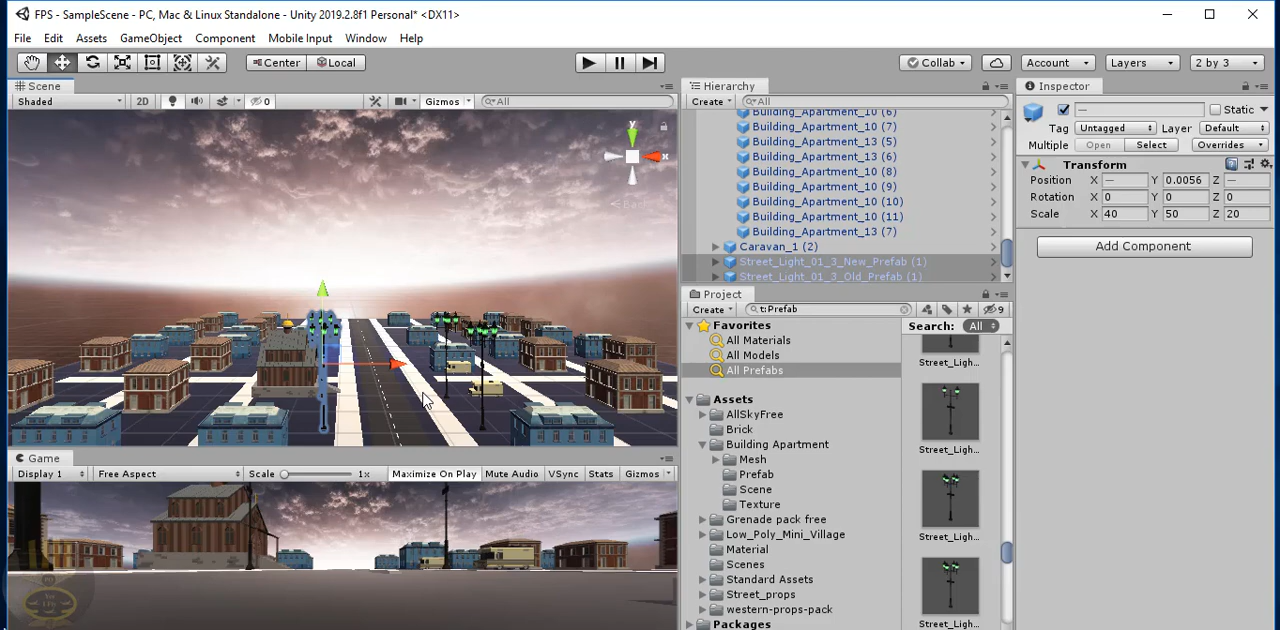 FPS - SampleScene - PC, Mac & Linux Standalone - Unity 2019.2.8f1 Personal* <DX11>
File Edit Assets GameObject Component Mobile Input Window Help
Center Local Collab Account Layers 2 by 3
Scene
Shaded 2D 0 Gizmos All
Y
x
Back
Hierarchy
Create All
Building_Apartment_10 (6)
Building_Apartment_10 (7)
Building_Apartment_13 (5)
Building_Apartment_13 (6)
Building_Apartment_10 (8)
Building_Apartment_10 (9)
Building_Apartment_10 (10)
Building_Apartment_10 (11)
Building_Apartment_13 (7)
Caravan_1 (2)
Street_Light_01_3_New_Prefab (1)
Street_Light_01_3_Old_Prefab (1)
Inspector
— Static
Tag Untagged Layer Default
Multiple Open Select Overrides
Transform
Position X — Y 0.0056 Z —
Rotation X 0 Y 0 Z 0
Scale X 40 Y 50 Z 20
Add Component
Project
Create t:Prefab 9
Favorites
All Materials
All Models
All Prefabs
Assets
AllSkyFree
Brick
Building Apartment
Mesh
Prefab
Scene
Texture
Grenade pack free
Low_Poly_Mini_Village
Material
Scenes
Standard Assets
Street_props
western-props-pack
Packages
Search: All
Street_Ligh...
Street_Ligh...
Street_Ligh...
Street_Ligh...
Game
Display 1 Free Aspect Scale 1x Maximize On Play Mute Audio VSync Stats Gizmos